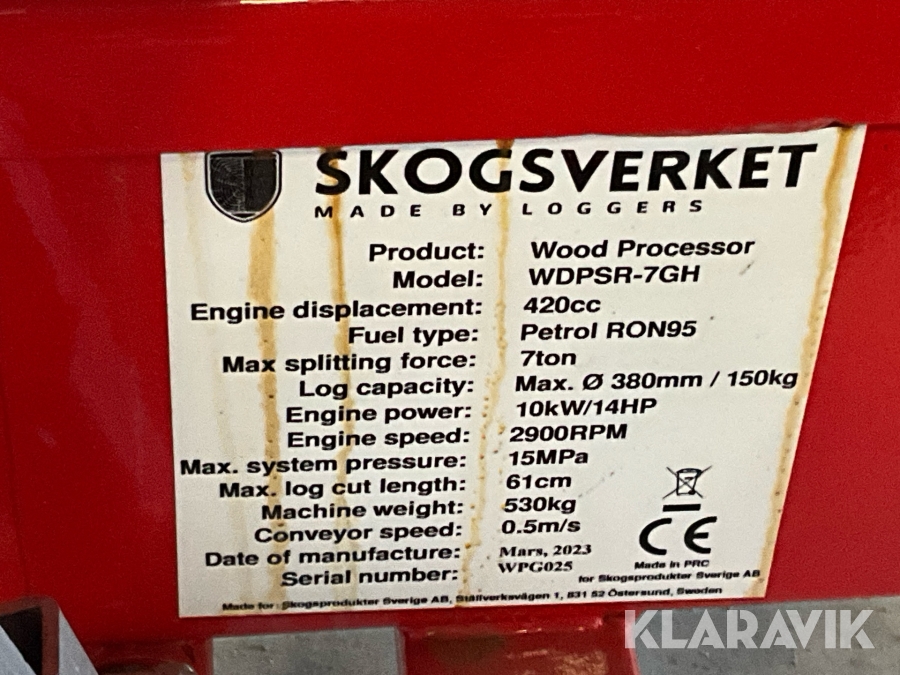 SKOGSVERKET
MADE BY LOGGERS
Product: Wood Processor
Model: WDPSR-7GH
Engine displacement: 420cc
Fuel type: Petrol RON95
Max splitting force: 7ton
Log capacity: Max. Ø 380mm / 150kg
Engine power: 10kW/14HP
Engine speed: 2900RPM
Max. system pressure: 15MPa
Max. log cut length: 61cm
Machine weight: 530kg
Conveyor speed: 0.5m/s
Date of manufacture: Mars, 2023
Serial number: WPG025
CE
Made in PRC
for Skogsprodukter Sverige AB
Made for: Skogsprodukter Sverige AB, Stallverksvägen 1, 831 52 Östersund, Sweden
KLARAVIK